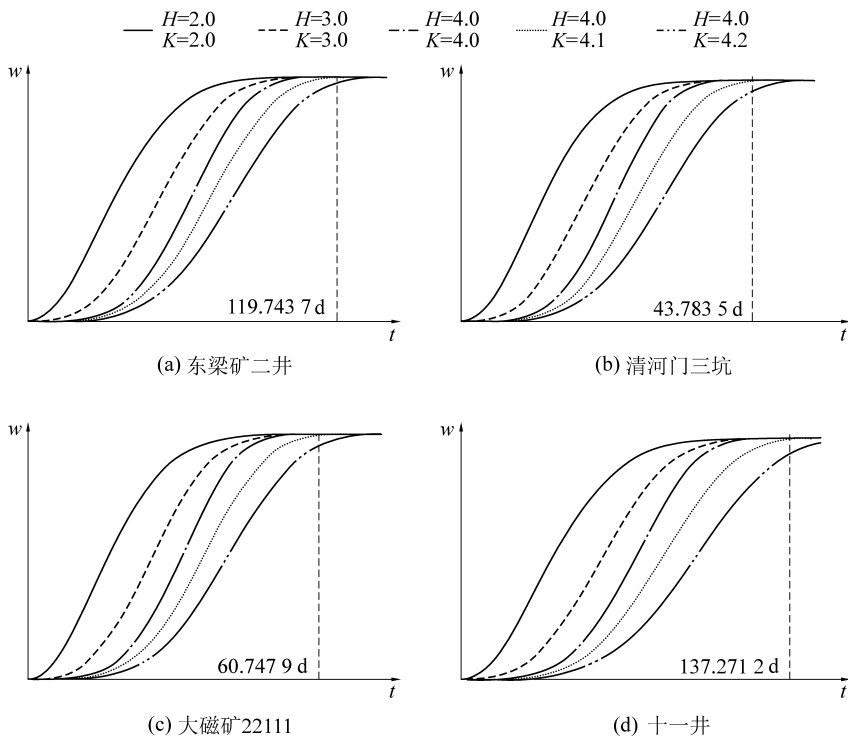 H=2.0 H=3.0 H=4.0 H=4.0 H=4.0
K=2.0 K=3.0 K=4.0 K=4.1 K=4.2
w
119.743 7 d
t
(a) 东梁矿二井
w
43.783 5 d
t
(b) 清河门三坑
w
60.747 9 d
t
(c) 大磁矿22111
w
137.271 2 d
t
(d) 十一井